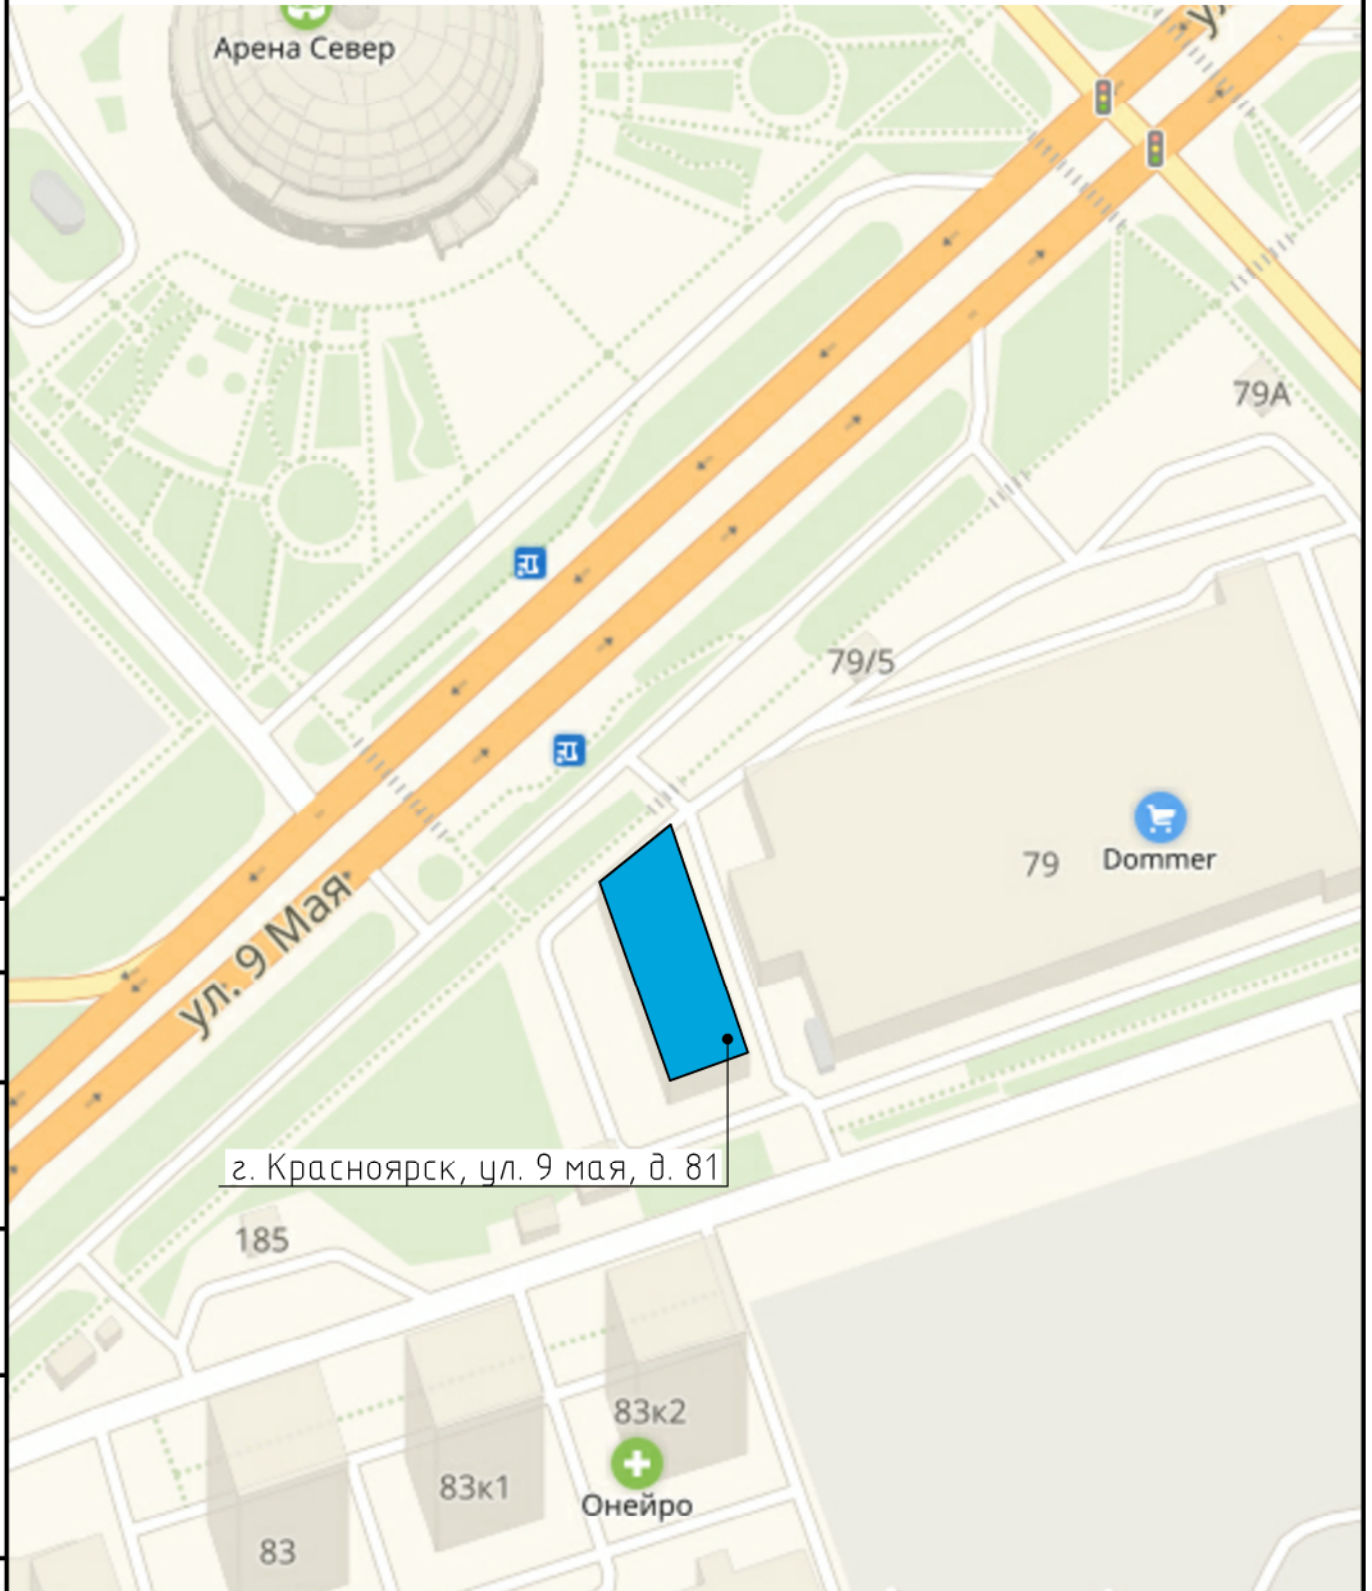 Арена Север
79А
79/5
79
Dommer
ул. 9 Мая
г. Красноярск, ул. 9 мая, д. 81
185
83к2
83к1
Онейро
83